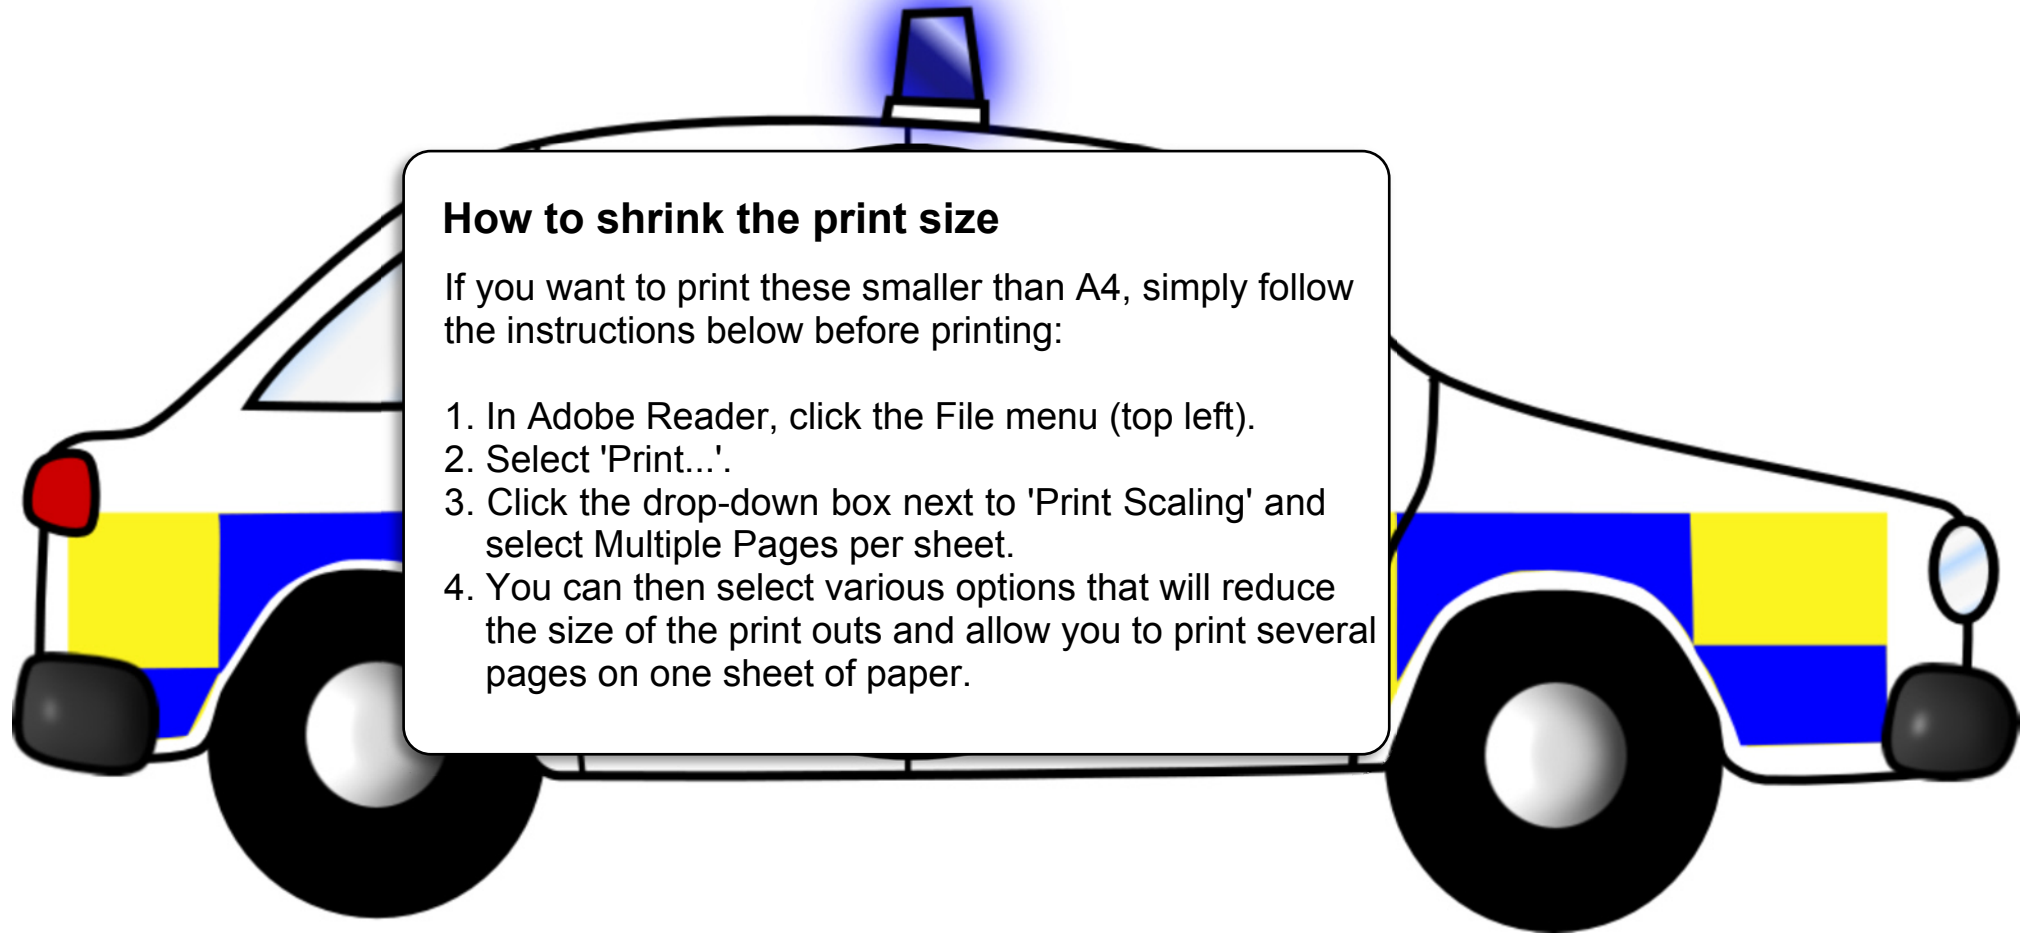 How to shrink the print size
If you want to print these smaller than A4, simply follow
the instructions below before printing:
1. In Adobe Reader, click the File menu (top left).
2. Select 'Print...'.
3. Click the drop-down box next to 'Print Scaling' and
select Multiple Pages per sheet.
4. You can then select various options that will reduce
the size of the print outs and allow you to print several
pages on one sheet of paper.